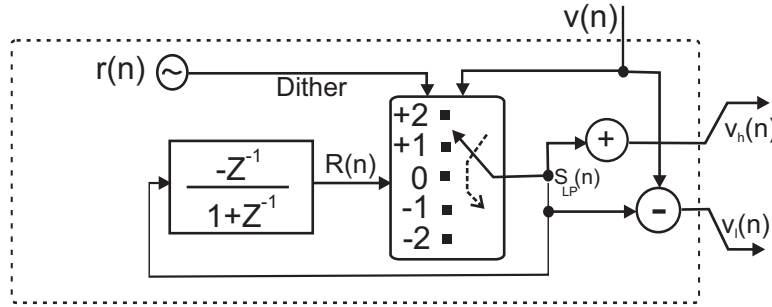 v(n)
r(n)
~
Dither
+2
+1
0
-1
-2
-Z⁻¹
1+Z⁻¹
R(n)
+
S_LP(n)
-
v_h(n)
v_l(n)